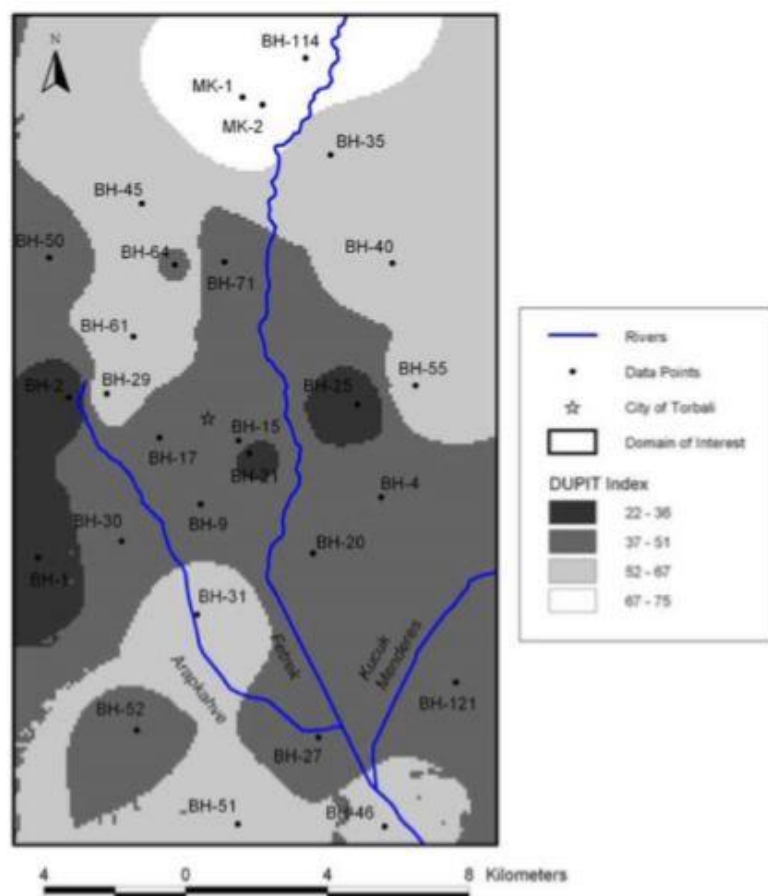 N
BH-114
MK-1
MK-2
BH-35
BH-45
BH-50
BH-64
BH-71
BH-40
BH-61
BH-2
BH-29
BH-25
BH-55
BH-15
BH-17
BH-21
BH-4
BH-9
BH-30
BH-20
BH-1
BH-31
Arapkahve
Fetrek
Kucuk
Menderes
BH-52
BH-121
BH-27
BH-51
BH-46
Rivers
Data Points
City of Torbali
Domain of Interest
DUPIT Index
22 - 36
37 - 51
52 - 67
67 - 75
4 0 4 8 Kilometers